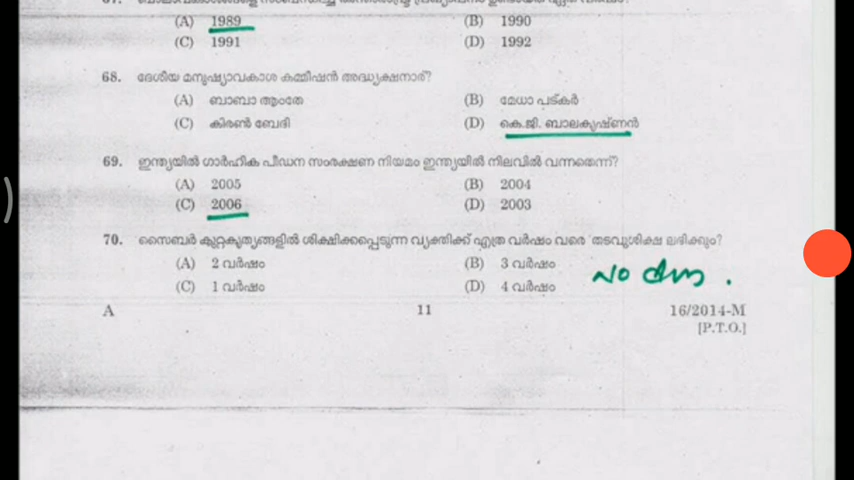 (A) 1989 (B) 1990
(C) 1991 (D) 1992
68. ദേശീയ മനുഷ്യാവകാശ കമ്മീഷൻ അദ്ധ്യക്ഷനാര്?
(A) ബാബാ ആംതേ (B) മേധാ പട്കർ
(C) കിരൺ ബേദി (D) കെ.ജി. ബാലകൃഷ്ണൻ
69. ഇന്ത്യയിൽ ഗാർഹിക പീഡന സംരക്ഷണ നിയമം ഇന്ത്യയിൽ നിലവിൽ വന്നതെന്ന്?
(A) 2005 (B) 2004
(C) 2006 (D) 2003
70. സൈബർ കുറ്റകൃത്യങ്ങളിൽ ശിക്ഷിക്കപ്പെടുന്ന വ്യക്തിക്ക് എത്ര വർഷം വരെ തടവുശിക്ഷ ലഭിക്കും?
(A) 2 വർഷം (B) 3 വർഷം
(C) 1 വർഷം (D) 4 വർഷം
A 11 16/2014-M
[P.T.O.]